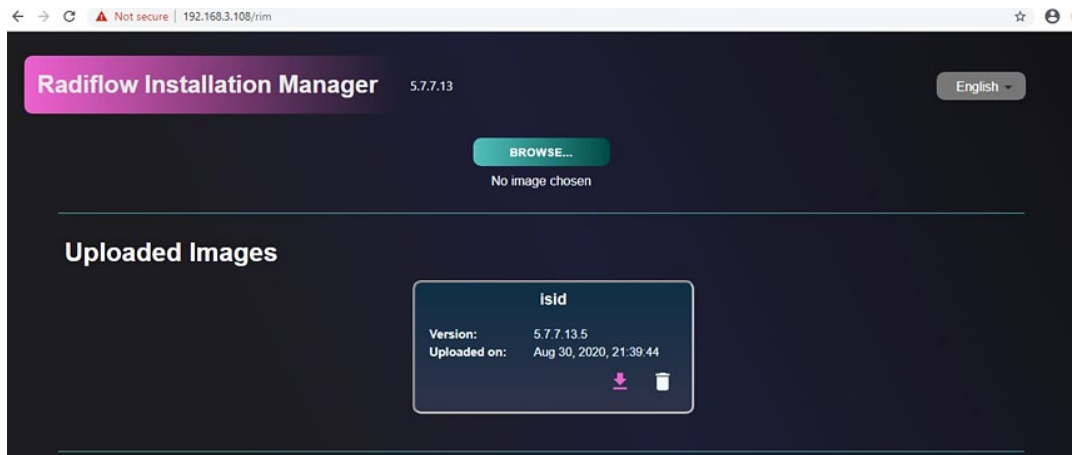 Not secure | 192.168.3.108/rim
Radiflow Installation Manager 5.7.7.13 English
BROWSE...
No image chosen
Uploaded Images
isid
Version: 5.7.7.13.5
Uploaded on: Aug 30, 2020, 21:39:44